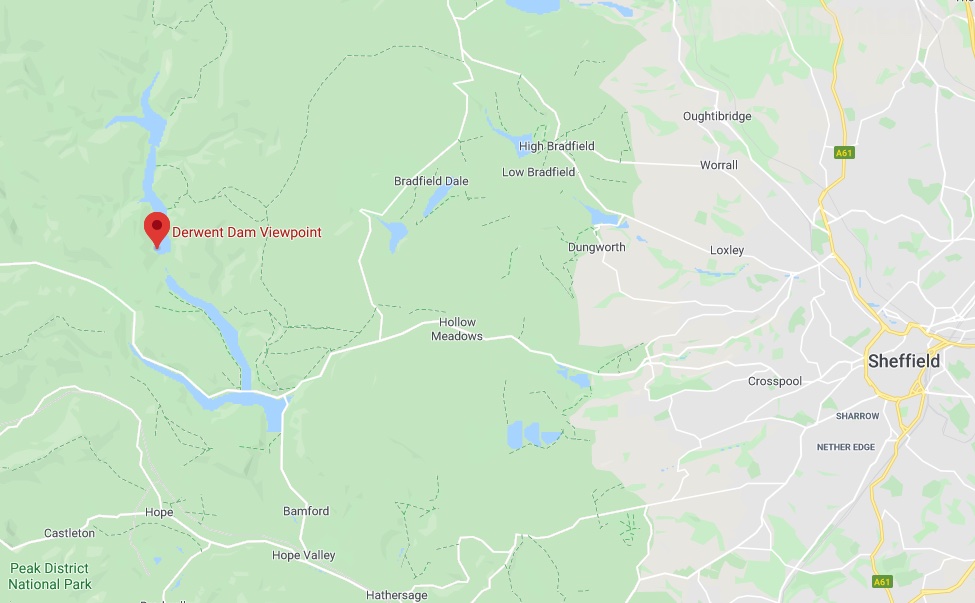 Oughtibridge
High Bradfield
A61
Worrall
Low Bradfield
Bradfield Dale
Derwent Dam Viewpoint
Dungworth
Loxley
Hollow
Meadows
Sheffield
Crosspool
SHARROW
NETHER EDGE
Hope
Bamford
Castleton
Hope Valley
Peak District
National Park
A61
Hathersage